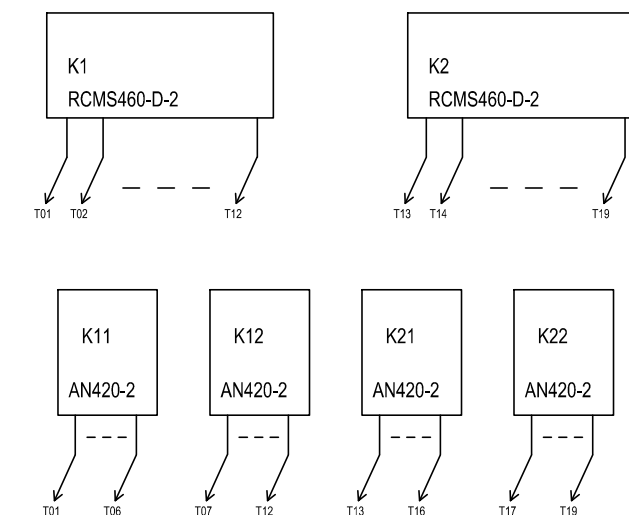 K1
RCMS460-D-2
K2
RCMS460-D-2
T01 T02 T12
T13 T14 T19
K11
AN420-2
K12
AN420-2
K21
AN420-2
K22
AN420-2
T01 T06
T07 T12
T13 T16
T17 T19